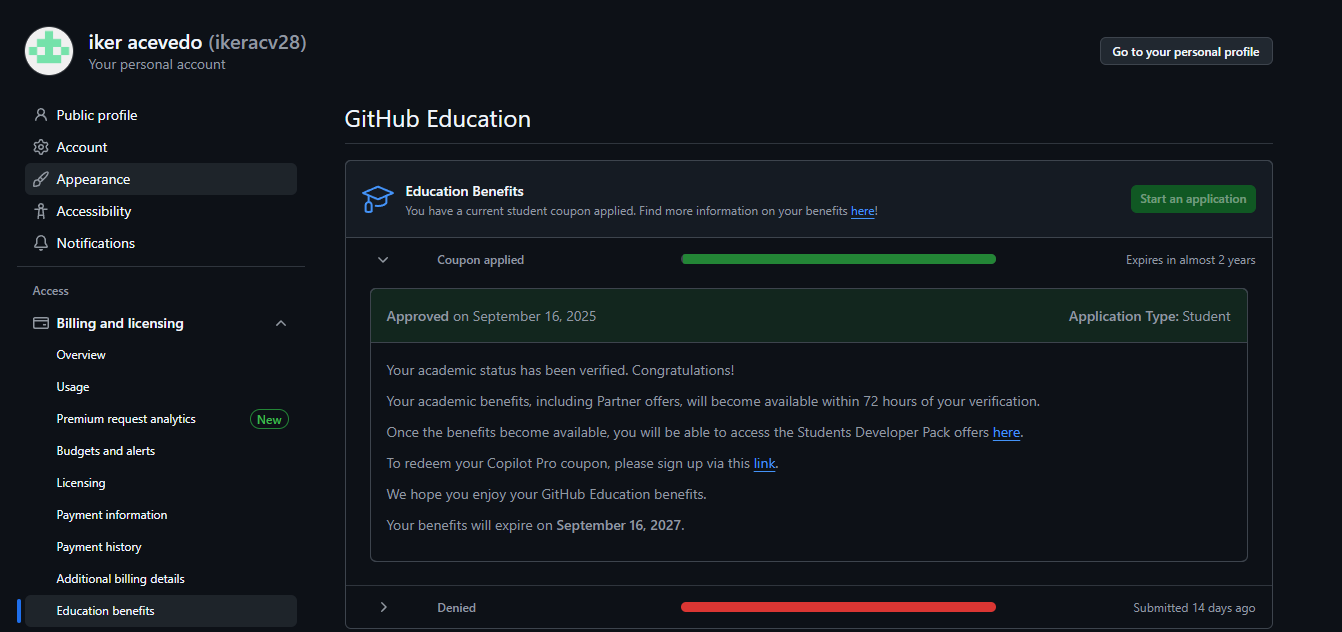 iker acevedo (ikeracv28)
Your personal account
Go to your personal profile
Public profile
Account
Appearance
Accessibility
Notifications
Access
Billing and licensing
Overview
Usage
Premium request analytics New
Budgets and alerts
Licensing
Payment information
Payment history
Additional billing details
Education benefits
GitHub Education
Education Benefits
You have a current student coupon applied. Find more information on your benefits here!
Start an application
Coupon applied Expires in almost 2 years
Approved on September 16, 2025 Application Type: Student
Your academic status has been verified. Congratulations!
Your academic benefits, including Partner offers, will become available within 72 hours of your verification.
Once the benefits become available, you will be able to access the Students Developer Pack offers here.
To redeem your Copilot Pro coupon, please sign up via this link.
We hope you enjoy your GitHub Education benefits.
Your benefits will expire on September 16, 2027.
Denied Submitted 14 days ago